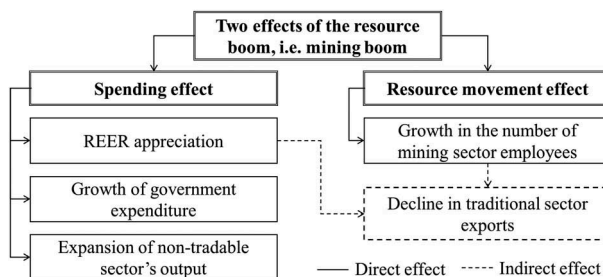 Two effects of the resource
boom, i.e. mining boom
Spending effect
Resource movement effect
REER appreciation
Growth in the number of
mining sector employees
Growth of government
expenditure
Decline in traditional sector
exports
Expansion of non-tradable
sector's output
Direct effect
Indirect effect